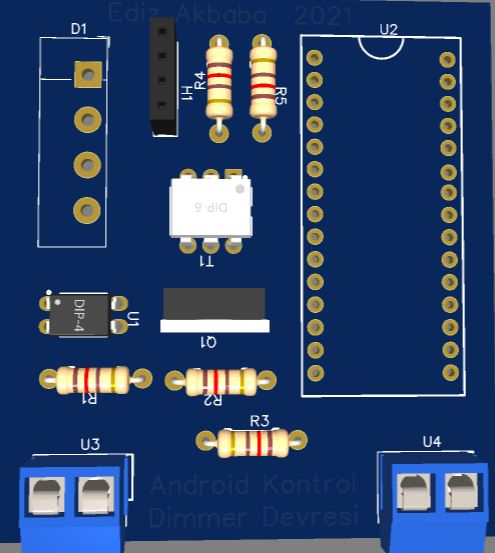 Ediz Akbaba 2021
D1
U2
R4
H1
R5
DIP-6
T1
DIP-4
U1
Q1
R1
R2
R3
U3
U4
Android Kontrol
Dimmer Devresi